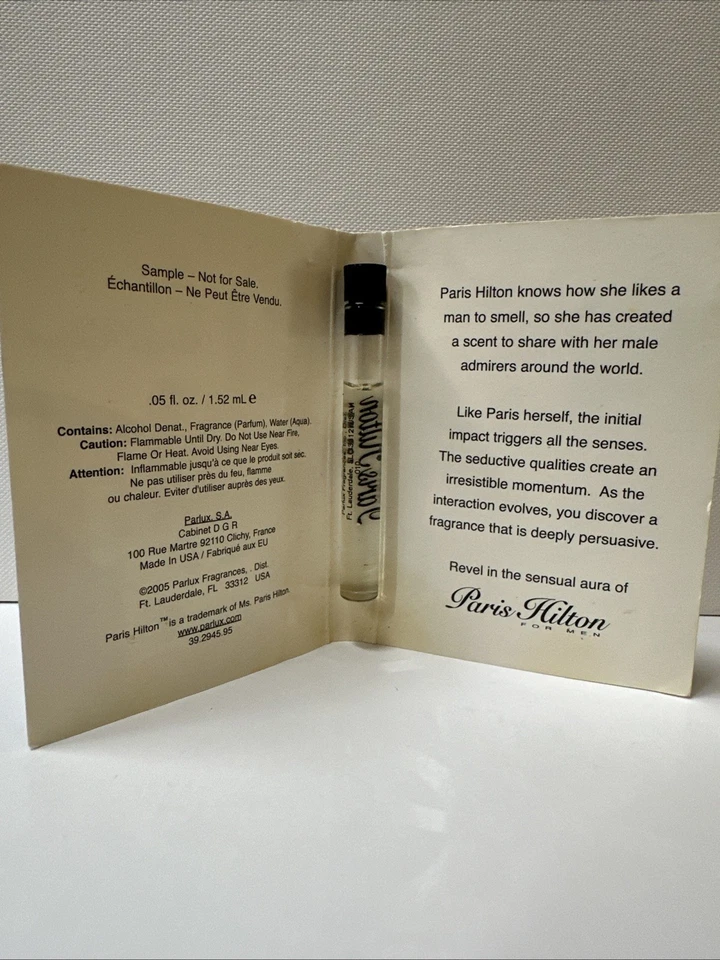 Sample – Not for Sale.
Échantillon – Ne Peut Être Vendu.
.05 fl. oz. / 1.52 mL ℮
Contains: Alcohol Denat., Fragrance (Parfum), Water (Aqua).
Caution: Flammable Until Dry. Do Not Use Near Fire,
Flame Or Heat. Avoid Using Near Eyes.
Attention: Inflammable jusqu'à ce que le produit soit séc.
Ne pas utiliser près du feu, flamme
ou chaleur. Eviter d'utiliser auprès des yeux.
Parlux, S.A.
Cabinet D G R
100 Rue Martre 92110 Clichy, France
Made in USA / Fabriqué aux EU
©2005 Parlux Fragrances, . Dist.
Ft. Lauderdale, FL 33312 USA
Paris Hilton™ is a trademark of Ms. Paris Hilton.
www.parlux.com
39.2945.95
Paris Hilton
Ft. Lauderdale,
Paris Hilton knows how she likes a
man to smell, so she has created
a scent to share with her male
admirers around the world.
Like Paris herself, the initial
impact triggers all the senses.
The seductive qualities create an
irresistible momentum. As the
interaction evolves, you discover a
fragrance that is deeply persuasive.
Revel in the sensual aura of
Paris Hilton
FOR MEN